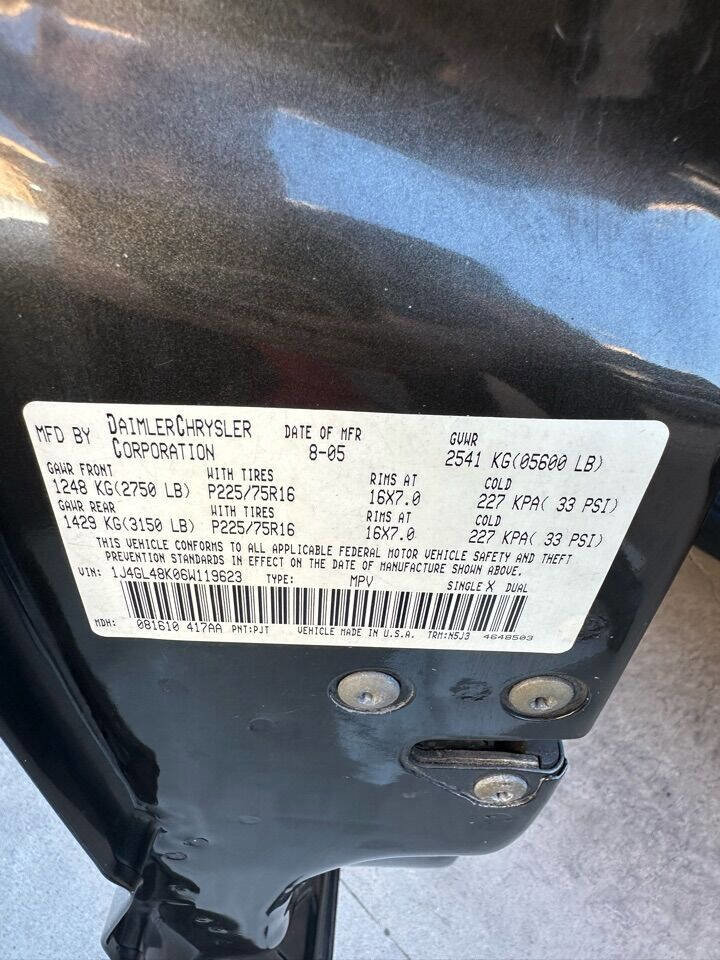 MFD BY DAIMLERCHRYSLER CORPORATION DATE OF MFR 8-05 GVWR 2541 KG(05600 LB)
GAWR FRONT WITH TIRES RIMS AT COLD
1248 KG(2750 LB) P225/75R16 16X7.0 227 KPA( 33 PSI)
GAWR REAR WITH TIRES RIMS AT COLD
1429 KG(3150 LB) P225/75R16 16X7.0 227 KPA( 33 PSI)
THIS VEHICLE CONFORMS TO ALL APPLICABLE FEDERAL MOTOR VEHICLE SAFETY AND THEFT
PREVENTION STANDARDS IN EFFECT ON THE DATE OF MANUFACTURE SHOWN ABOVE.
VIN: 1J4GL48K06W119623 TYPE: MPV SINGLE X DUAL
MDH: 081610 417AA PNT:PJT VEHICLE MADE IN U.S.A. TRM:N5J3 4648503